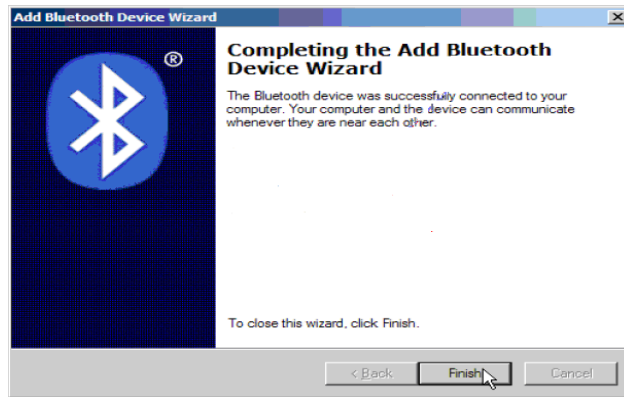 Add Bluetooth Device Wizard
®
Completing the Add Bluetooth
Device Wizard
The Bluetooth device was successfully connected to your
computer. Your computer and the device can communicate
whenever they are near each other.
To close this wizard, click Finish.
< Back
Finish
Cancel